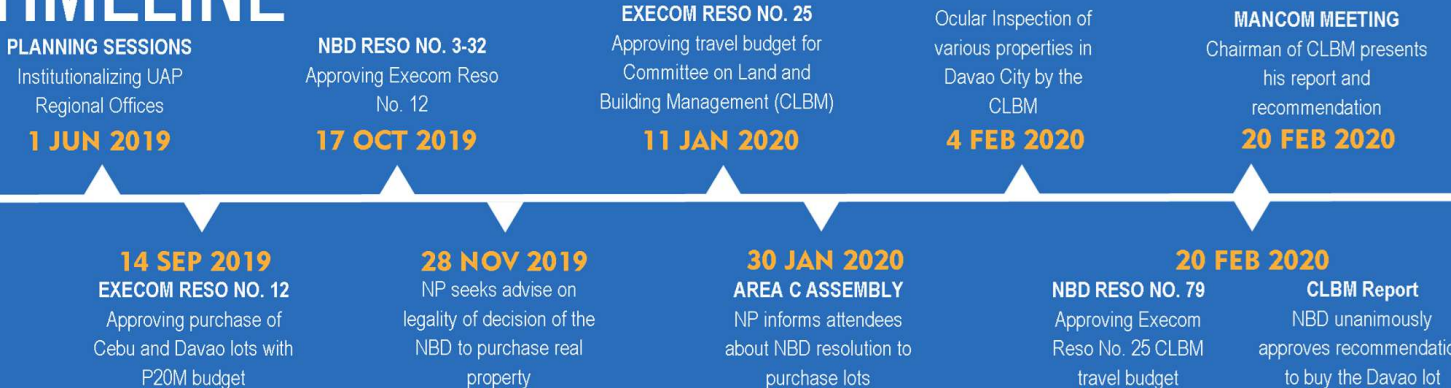 TIMELINE
PLANNING SESSIONS
Institutionalizing UAP
Regional Offices
1 JUN 2019
NBD RESO NO. 3-32
Approving Execom Reso
No. 12
17 OCT 2019
EXECOM RESO NO. 25
Approving travel budget for
Committee on Land and
Building Management (CLBM)
11 JAN 2020
Ocular Inspection of
various properties in
Davao City by the
CLBM
4 FEB 2020
MANCOM MEETING
Chairman of CLBM presents
his report and
recommendation
20 FEB 2020
14 SEP 2019
EXECOM RESO NO. 12
Approving purchase of
Cebu and Davao lots with
P20M budget
28 NOV 2019
NP seeks advise on
legality of decision of the
NBD to purchase real
property
30 JAN 2020
AREA C ASSEMBLY
NP informs attendees
about NBD resolution to
purchase lots
20 FEB 2020
NBD RESO NO. 79
Approving Execom
Reso No. 25 CLBM
travel budget
CLBM Report
NBD unanimously
approves recommendatio
to buy the Davao lot